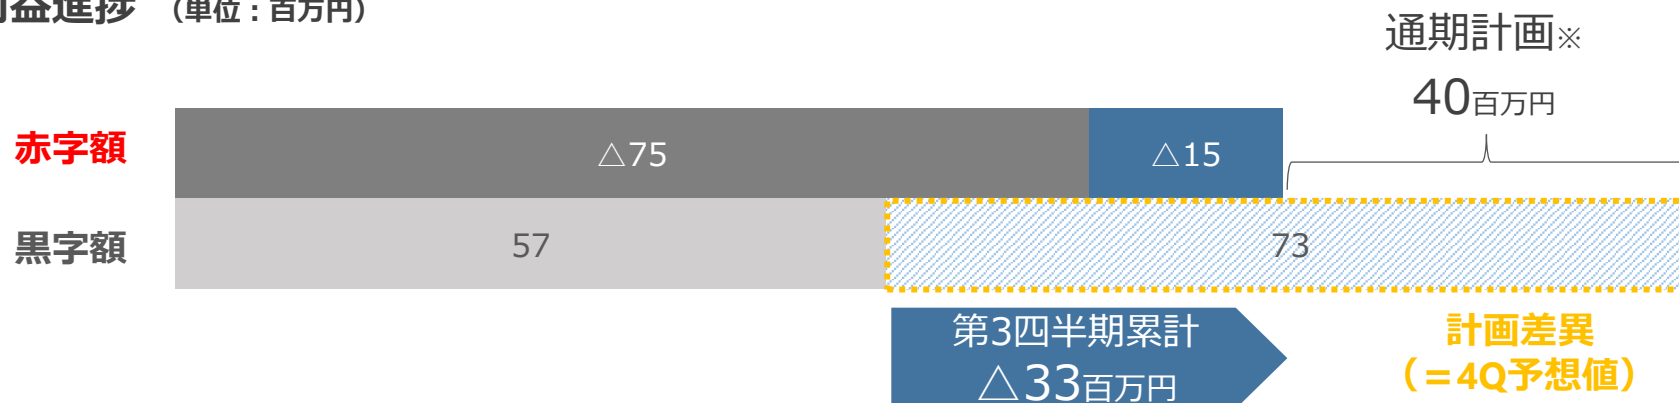 益進捗 （単位：百万円）
通期計画※
40百万円
赤字額
△75
△15
黒字額
57
73
第3四半期累計
△33百万円
計画差異
（＝4Q予想値）